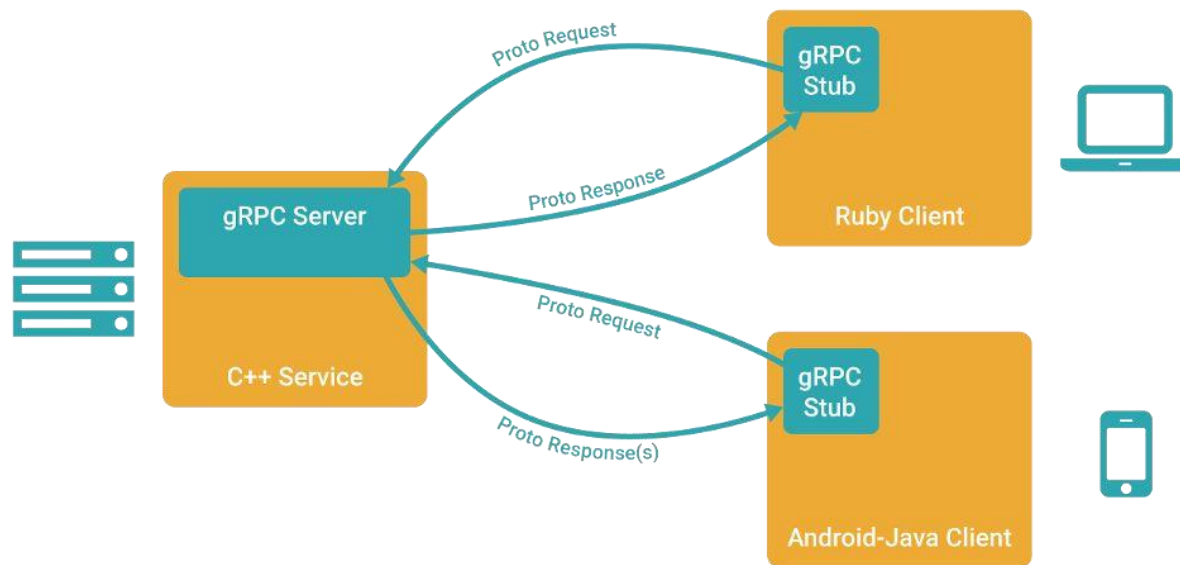 Proto Request
gRPC
Stub
Proto Response
Ruby Client
gRPC Server
C++ Service
Proto Request
gRPC
Stub
Proto Response(s)
Android-Java Client